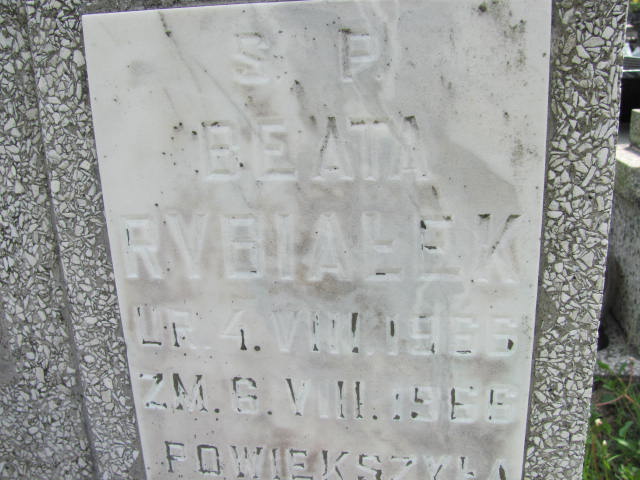 Ś. P.
BEATA
RYBIAŁEK
UR. 4. VIII. 1966
ZM. 6. VIII. 1966
POWIĘKSZYŁA